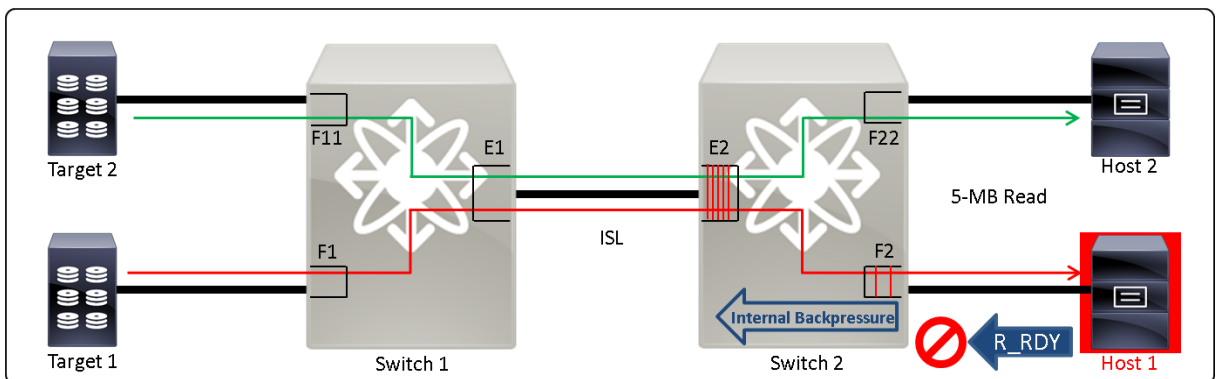 F11
E1
E2
F22
Target 2
Host 2
5-MB Read
ISL
F1
F2
Internal Backpressure
R_RDY
Target 1
Switch 1
Switch 2
Host 1